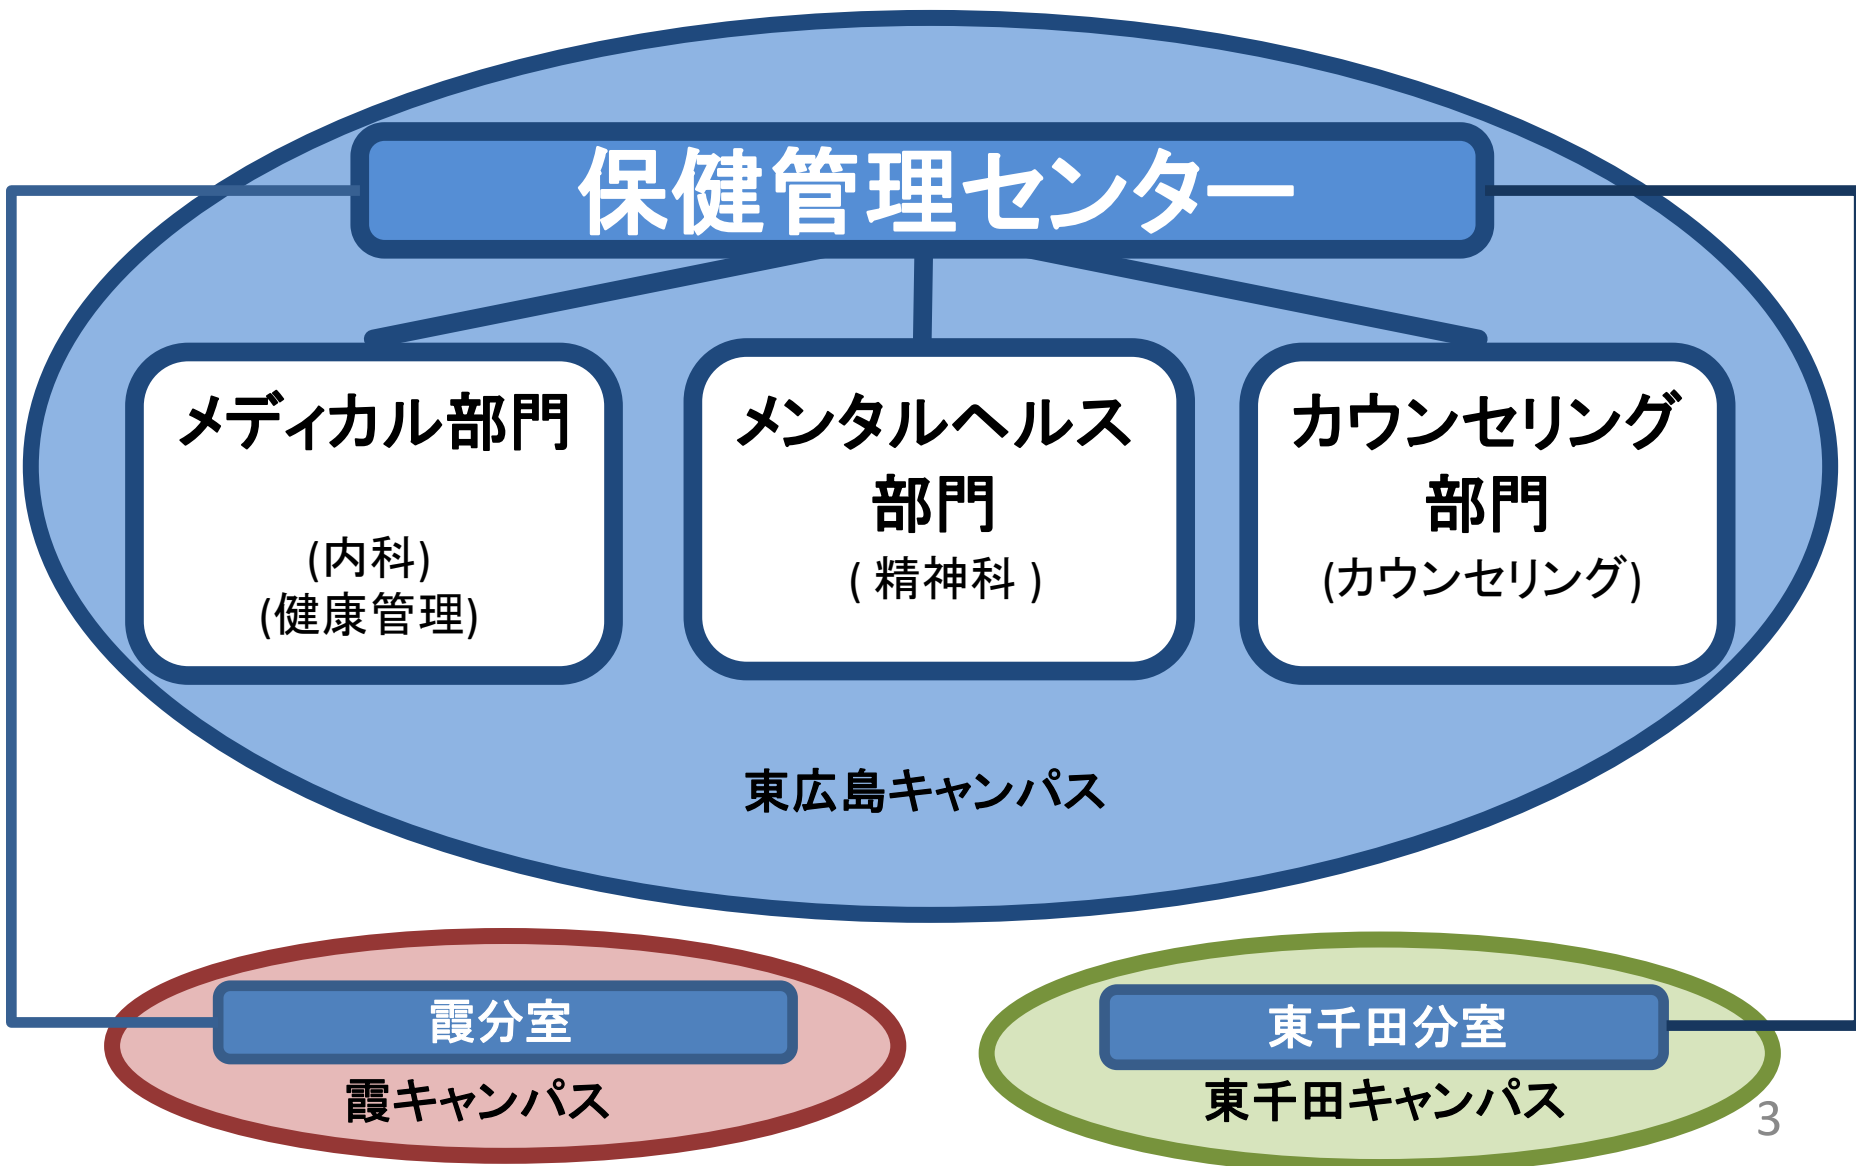 保健管理センター
メディカル部門
(内科)
(健康管理)
メンタルヘルス
部門
( 精神科 )
カウンセリング
部門
(カウンセリング)
東広島キャンパス
霞分室
霞キャンパス
東千田分室
東千田キャンパス
3